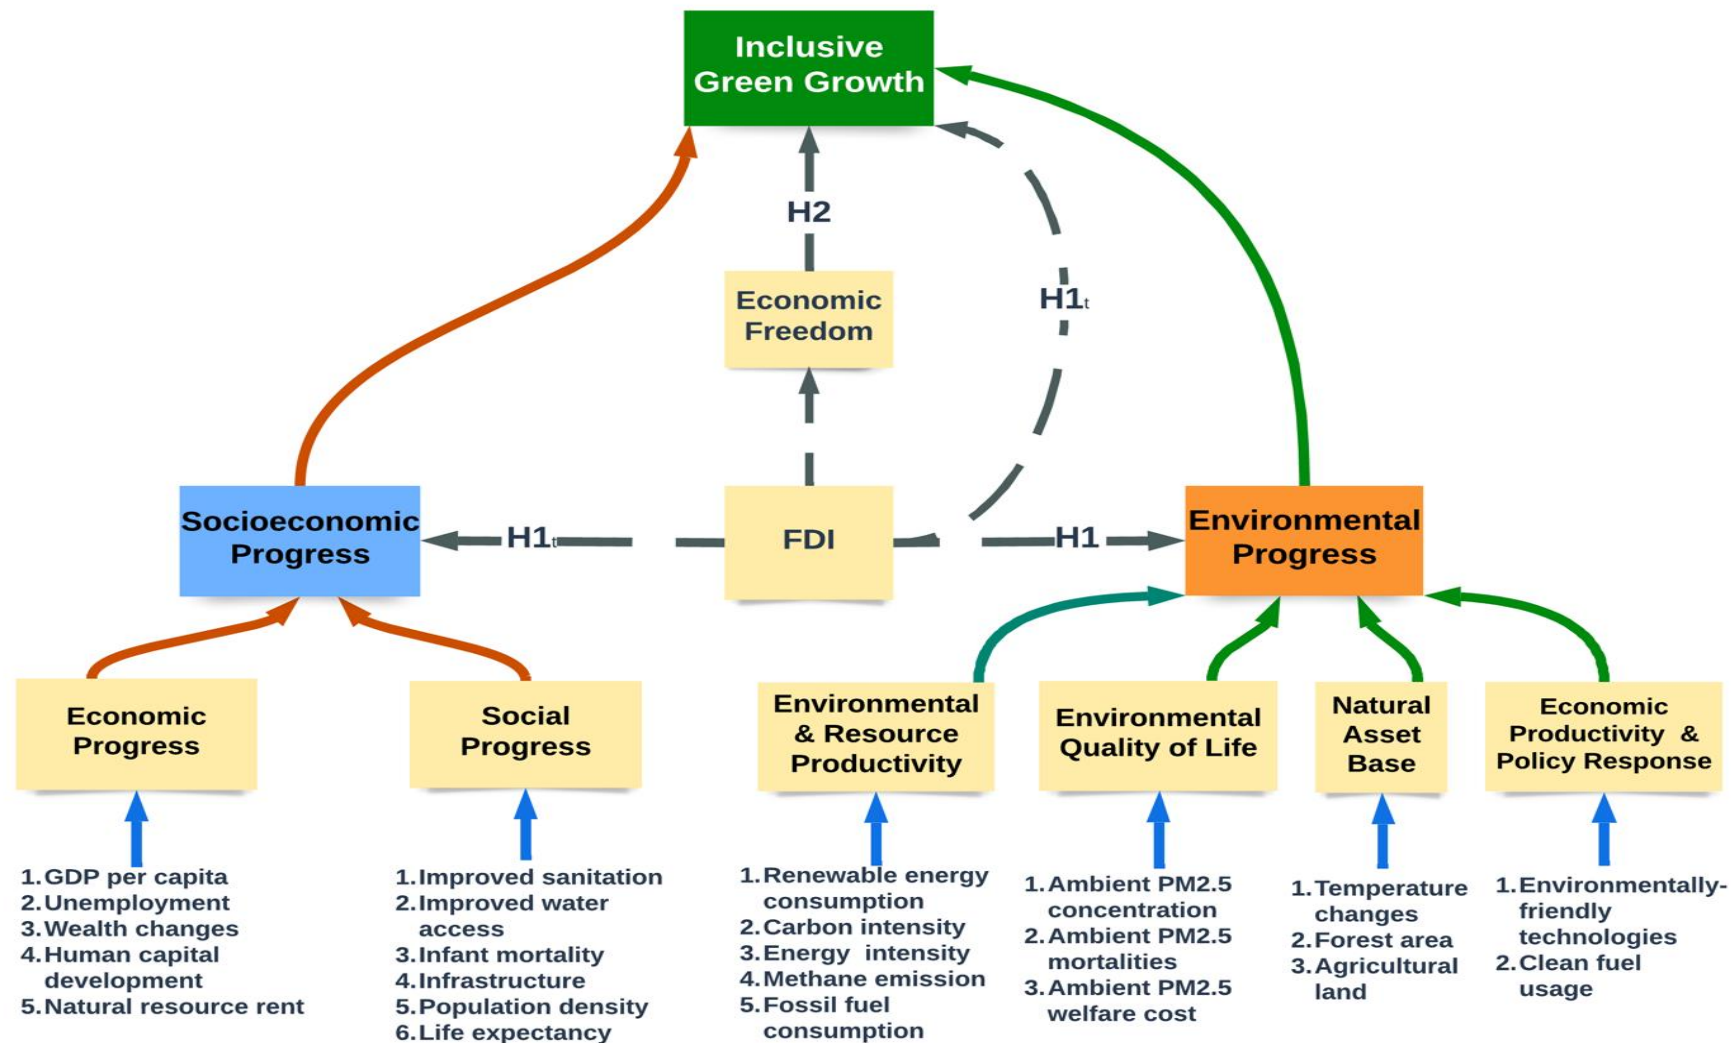 Inclusive
Green Growth
H2
Economic
Freedom
H1t
Socioeconomic
Progress
H1t
FDI
H1
Environmental
Progress
Economic
Progress
Social
Progress
Environmental
& Resource
Productivity
Environmental
Quality of Life
Natural
Asset
Base
Economic
Productivity &
Policy Response
1. GDP per capita
2. Unemployment
3. Wealth changes
4. Human capital
development
5. Natural resource rent
1. Improved sanitation
2. Improved water
access
3. Infant mortality
4. Infrastructure
5. Population density
6. Life expectancy
1. Renewable energy
consumption
2. Carbon intensity
3. Energy intensity
4. Methane emission
5. Fossil fuel
consumption
1. Ambient PM2.5
concentration
2. Ambient PM2.5
mortalities
3. Ambient PM2.5
welfare cost
1. Temperature
changes
2. Forest area
3. Agricultural
land
1. Environmentally-
friendly
technologies
2. Clean fuel
usage